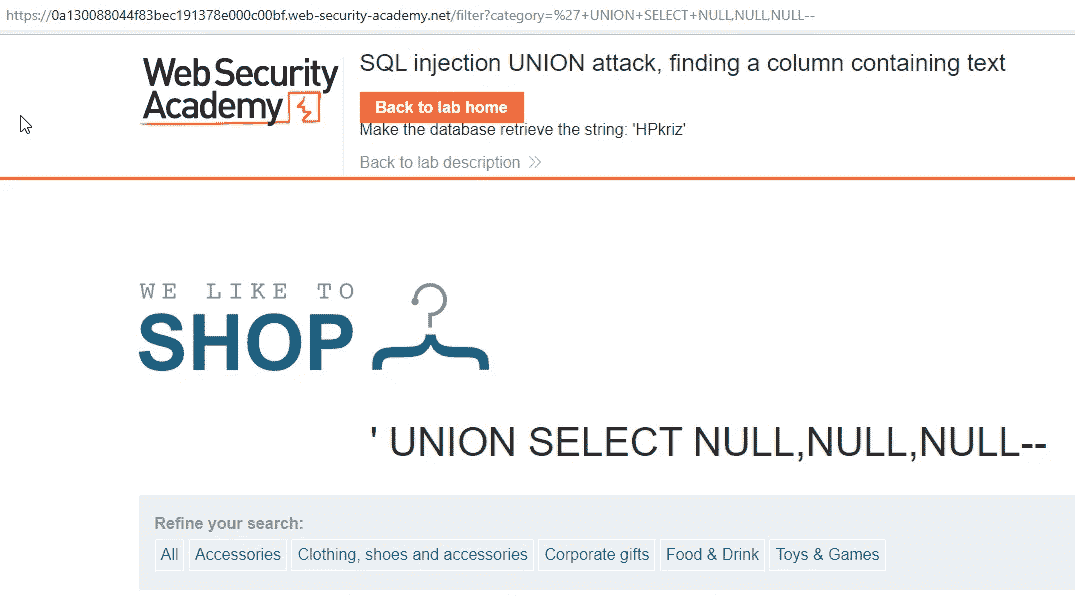 https://0a130088044f83bec191378e000c00bf.web-security-academy.net/filter?category=%27+UNION+SELECT+NULL,NULL,NULL--
Web Security
Academy
SQL injection UNION attack, finding a column containing text
Back to lab home
Make the database retrieve the string: 'HPkriz'
Back to lab description
WE LIKE TO
SHOP
' UNION SELECT NULL,NULL,NULL--
Refine your search:
All Accessories Clothing, shoes and accessories Corporate gifts Food & Drink Toys & Games